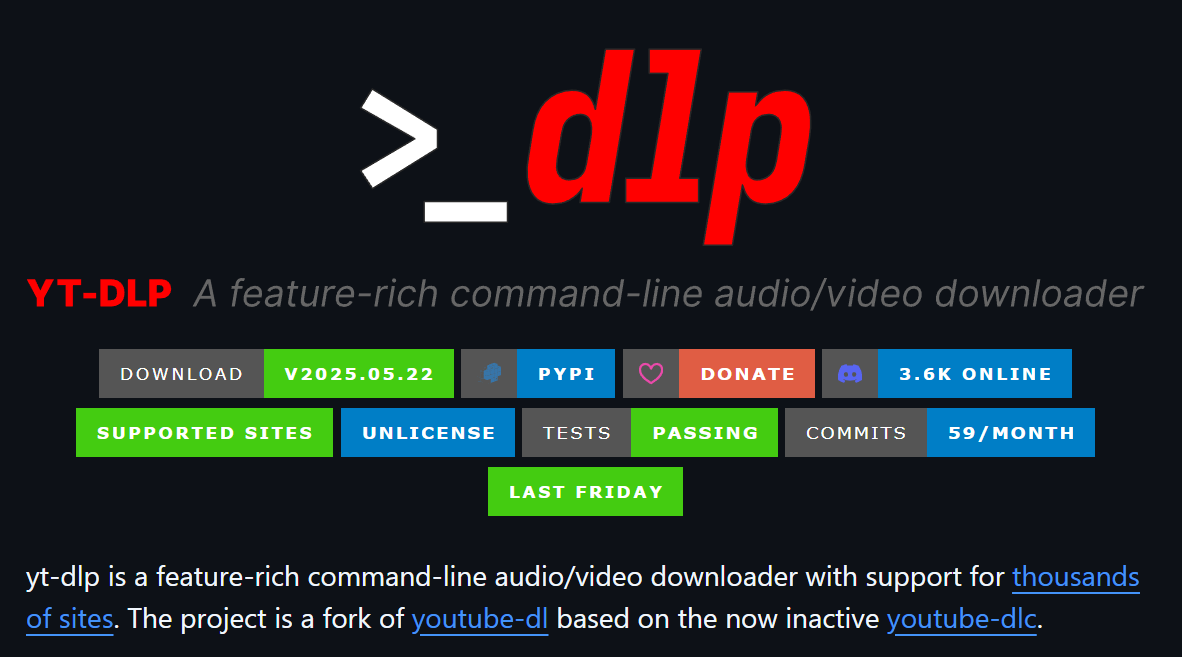 >_dlp
YT-DLP A feature-rich command-line audio/video downloader
DOWNLOAD V2025.05.22 PYPI DONATE 3.6K ONLINE
SUPPORTED SITES UNLICENSE TESTS PASSING COMMITS 59/MONTH
LAST FRIDAY
yt-dlp is a feature-rich command-line audio/video downloader with support for thousands
of sites. The project is a fork of youtube-dl based on the now inactive youtube-dlc.